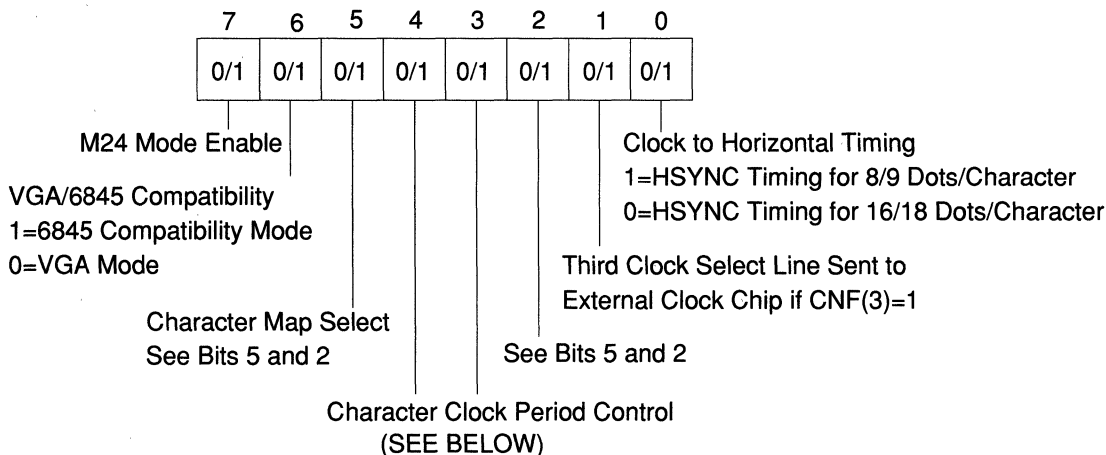 7 6 5 4 3 2 1 0
0/1 0/1 0/1 0/1 0/1 0/1 0/1 0/1
M24 Mode Enable
VGA/6845 Compatibility
1=6845 Compatibility Mode
0=VGA Mode
Character Map Select
See Bits 5 and 2
Character Clock Period Control
(SEE BELOW)
See Bits 5 and 2
Third Clock Select Line Sent to
External Clock Chip if CNF(3)=1
Clock to Horizontal Timing
1=HSYNC Timing for 8/9 Dots/Character
0=HSYNC Timing for 16/18 Dots/Character